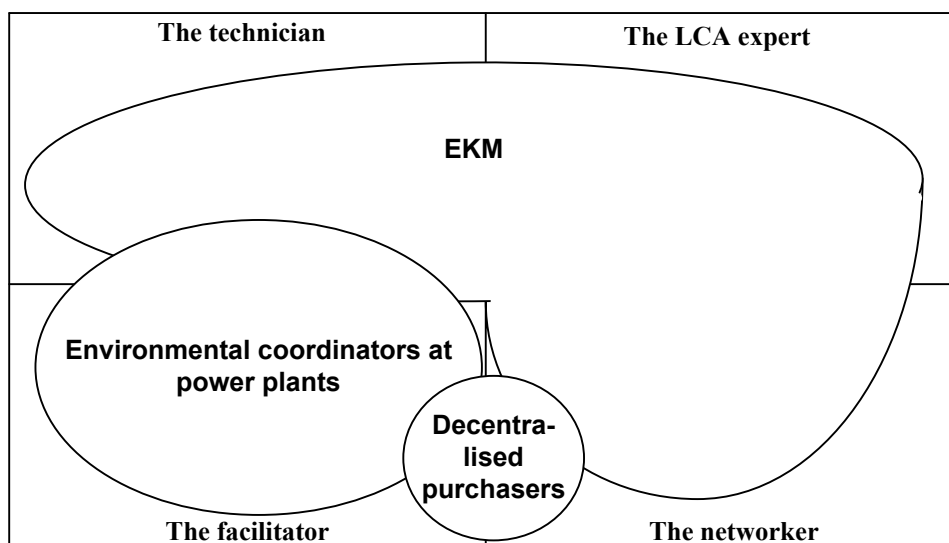 The technician
The LCA expert
EKM
Environmental coordinators at
power plants
Decentra-
lised
purchasers
The facilitator
The networker